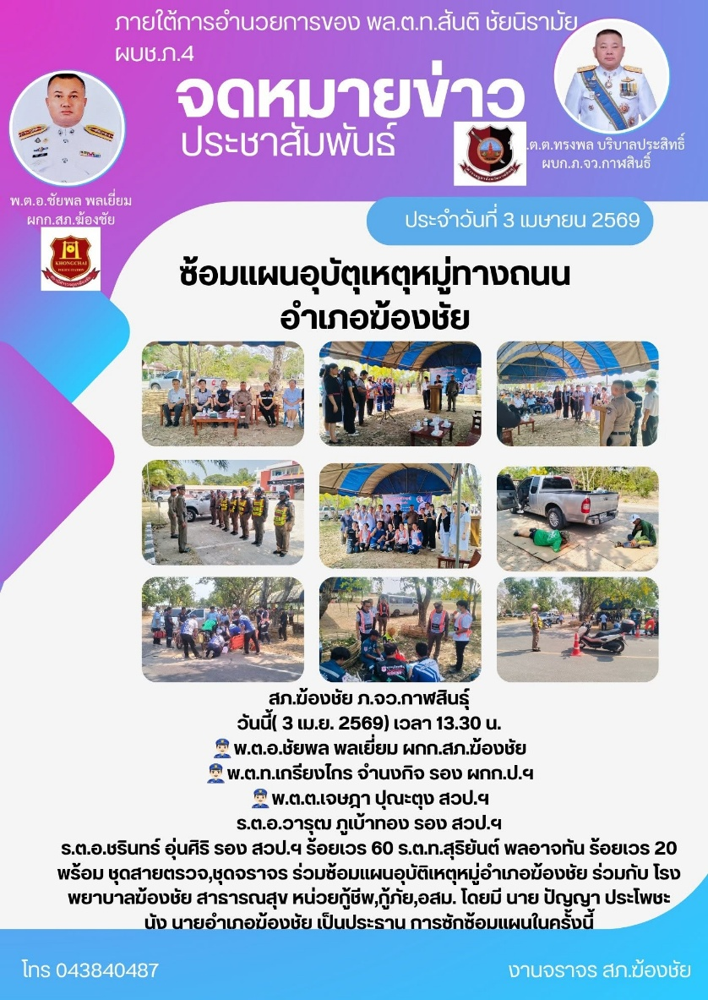 ภายใต้การอำนวยการของ พล.ต.ท.สันติ ชัยนิรามัย
ผบช.ภ.4
จดหมายข่าว
ประชาสัมพันธ์
.ต.ต.ทรงพล บริบาลประสิทธิ์
ผบก.ภ.จว.กาฬสินธุ์
พ.ต.อ.ชัยพล พลเยี่ยม
ผกก.สภ.ฆ้องชัย
KHONGCHAI
POLICE STATION
ประจำวันที่ 3 เมษายน 2569
ซ้อมแผนอุบัตุเหตุหมู่ทางถนน
อำเภอฆ้องชัย
สภ.ฆ้องชัย ภ.จว.กาฬสินธุ์
วันนี้( 3 เม.ย. 2569) เวลา 13.30 น.
👮🏻‍♂️พ.ต.อ.ชัยพล พลเยี่ยม ผกก.สภ.ฆ้องชัย
👮🏻‍♂️พ.ต.ท.เกรียงไกร จำนงกิจ รอง ผกก.ป.ฯ
👮🏻‍♂️พ.ต.ต.เจษฎา ปุณะตุง สวป.ฯ
ร.ต.อ.วารุฒ ภูเบ้าทอง รอง สวป.ฯ
ร.ต.อ.ชรินทร์ อุ่นศิริ รอง สวป.ฯ ร้อยเวร 60 ร.ต.ท.สุริยันต์ พลอาจทัน ร้อยเวร 20
พร้อม ชุดสายตรวจ,ชุดจราจร ร่วมซ้อมแผนอุบัติเหตุหมู่อำเภอฆ้องชัย ร่วมกับ โรง
พยาบาลฆ้องชัย สาธารณสุข หน่วยกู้ชีพ,กู้ภัย,อสม. โดยมี นาย ปัญญา ประโพชะ
นัง นายอำเภอฆ้องชัย เป็นประธาน การซักซ้อมแผนในครั้งนี้
โทร 043840487
งานจราจร สภ.ฆ้องชัย